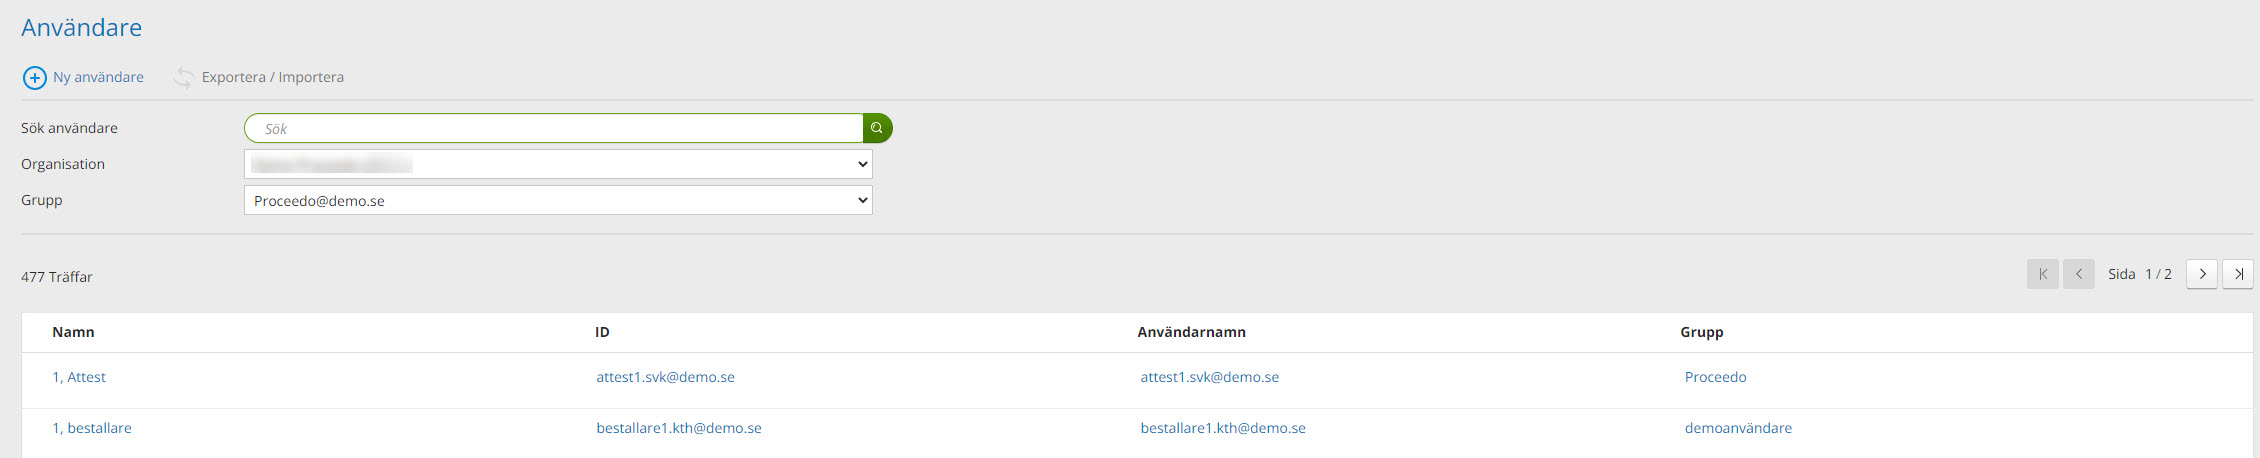 Användare
Ny användare Exportera / Importera
Sök användare Sök
Organisation
Grupp Proceedo@demo.se
477 Träffar Sida 1 / 2
Namn ID Användarnamn Grupp
1, Attest attest1.svk@demo.se attest1.svk@demo.se Proceedo
1, bestallare bestallare1.kth@demo.se bestallare1.kth@demo.se demoanvändare